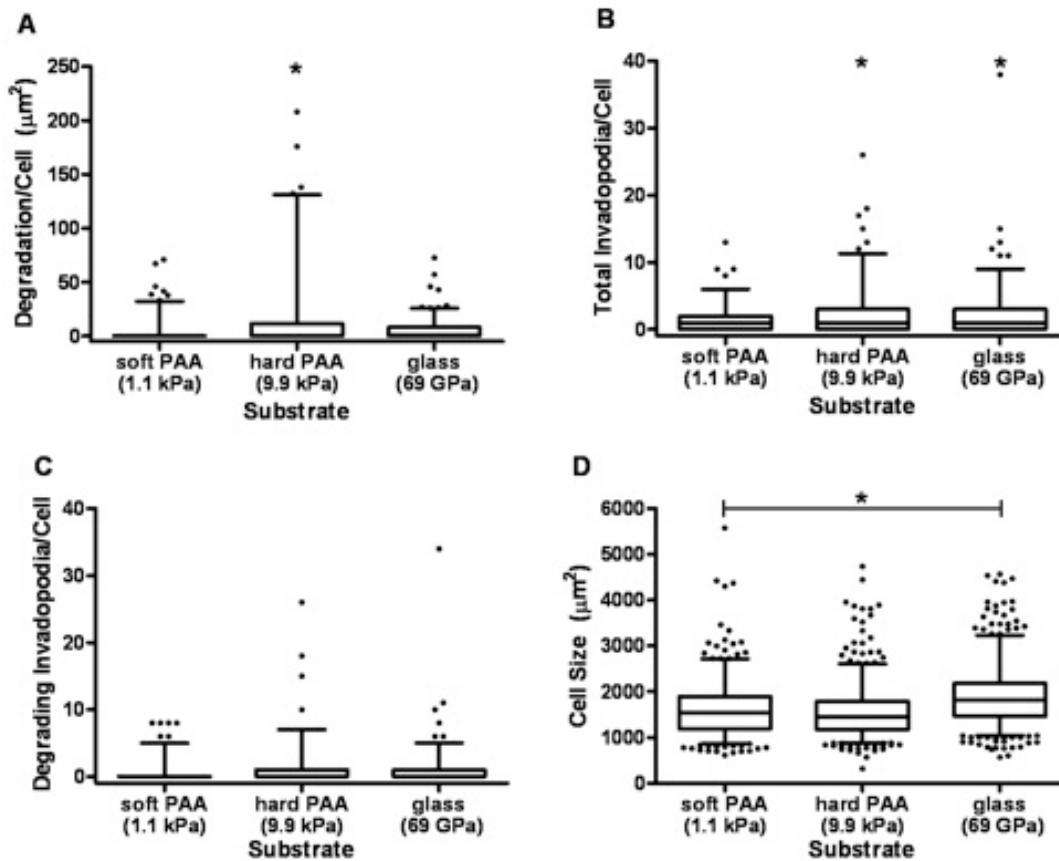 A
Degradation/Cell (μm²)
250
200
150
100
50
0
*
soft PAA hard PAA glass
(1.1 kPa) (9.9 kPa) (69 GPa)
Substrate
B
Total Invadopodia/Cell
40
30
20
10
0
* *
soft PAA hard PAA glass
(1.1 kPa) (9.9 kPa) (69 GPa)
Substrate
C
Degrading Invadopodia/Cell
40
30
20
10
0
soft PAA hard PAA glass
(1.1 kPa) (9.9 kPa) (69 GPa)
Substrate
D
Cell Size (μm²)
6000
5000
4000
3000
2000
1000
0
*
soft PAA hard PAA glass
(1.1 kPa) (9.9 kPa) (69 GPa)
Substrate